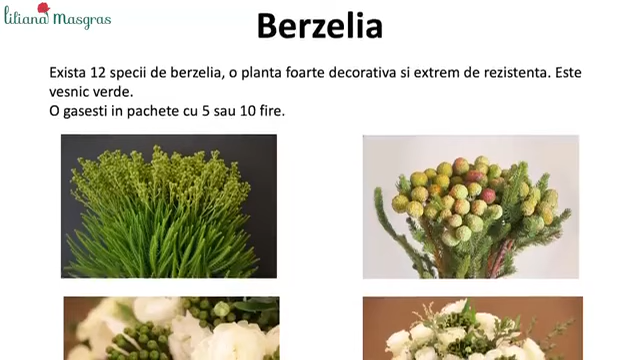 liliana Masgras
Berzelia
Exista 12 specii de berzelia, o planta foarte decorativa si extrem de rezistenta. Este
vesnic verde.
O gasesti in pachete cu 5 sau 10 fire.